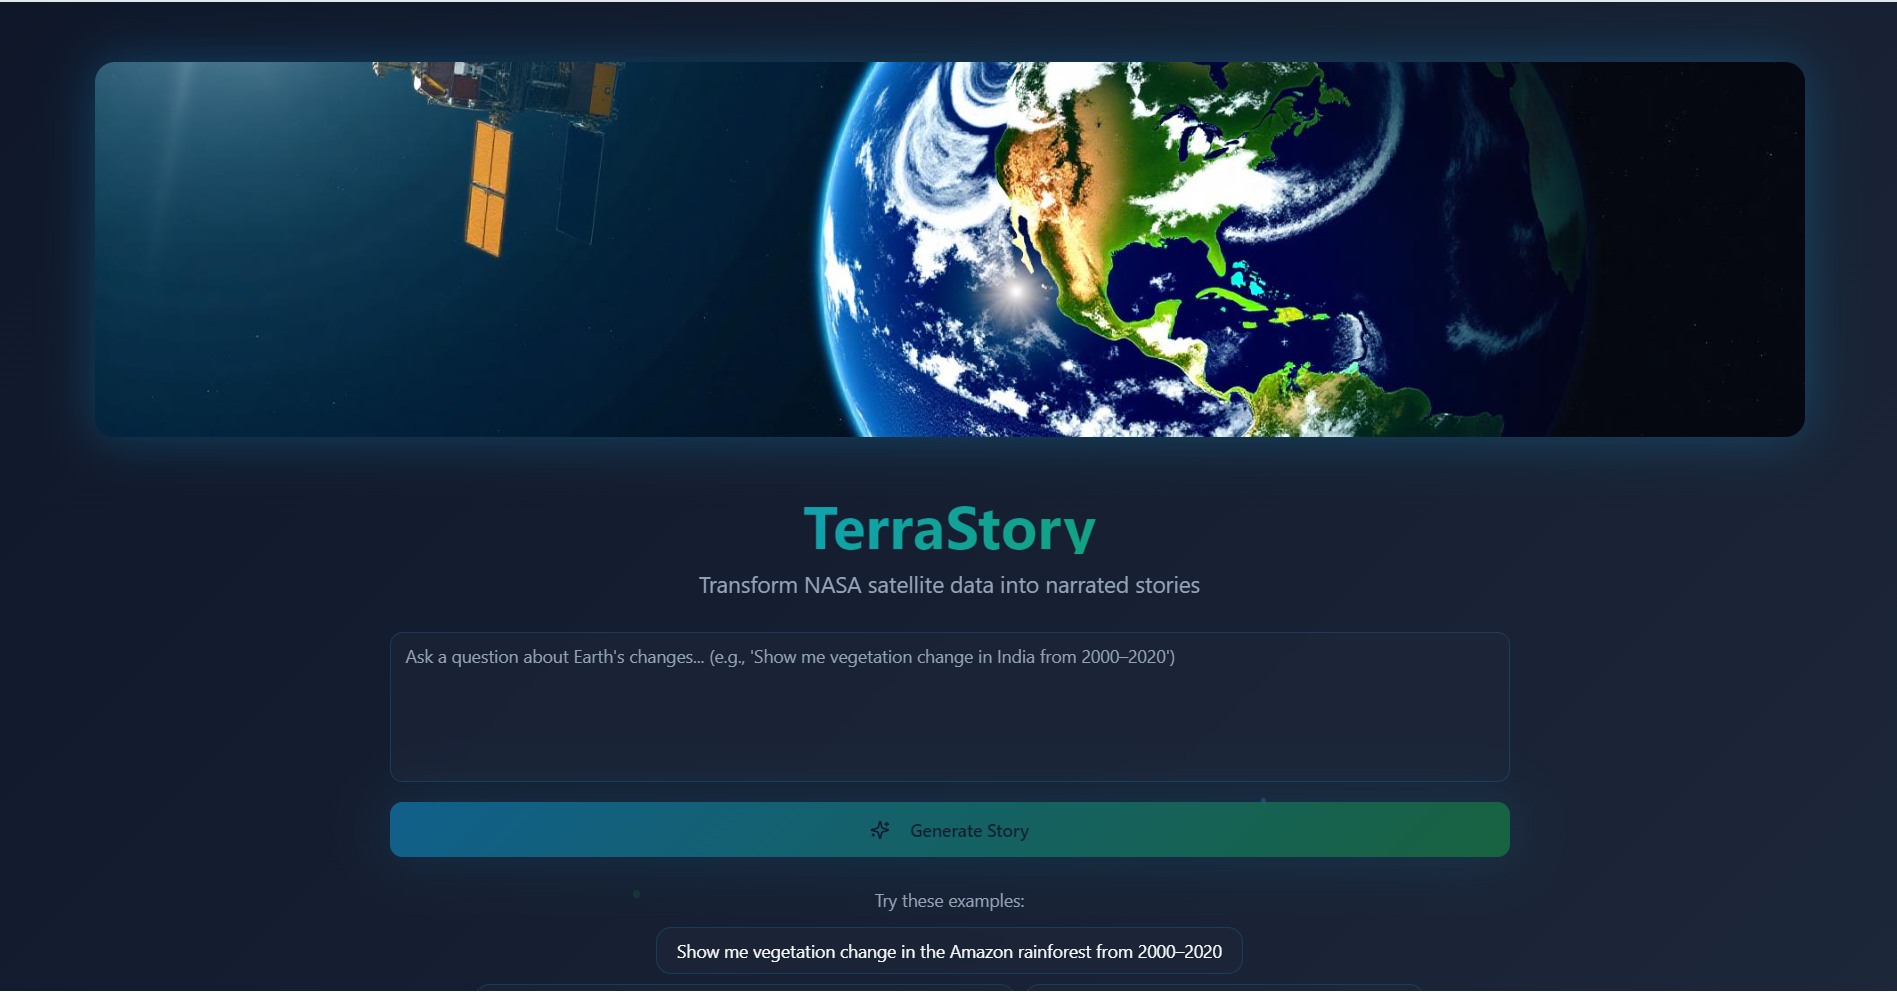 TerraStory
Transform NASA satellite data into narrated stories
Ask a question about Earth's changes... (e.g., 'Show me vegetation change in India from 2000–2020')
Generate Story
Try these examples:
Show me vegetation change in the Amazon rainforest from 2000–2020